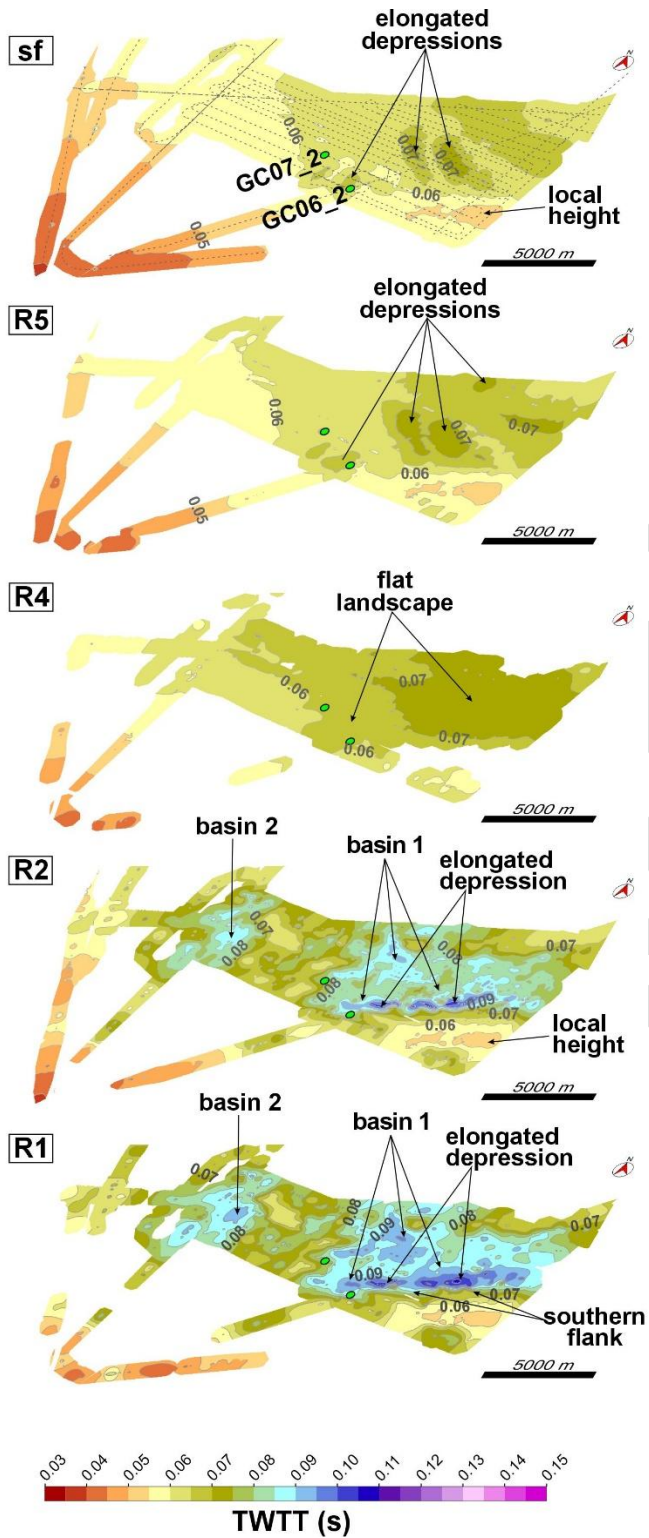 sf
elongated
depressions
N
0.06
0.07
0.07
GC07_2
GC06_2
0.06
local
height
0.05
5000 m
R5
elongated
depressions
N
0.06
0.07
0.07
0.06
0.05
5000 m
R4
flat
landscape
N
0.06
0.07
0.07
0.06
5000 m
R2
basin 2
basin 1
elongated
depression
N
0.07
0.08
0.08
0.07
0.08
0.09
0.07
0.06
local
height
5000 m
R1
basin 2
basin 1
elongated
depression
N
0.07
0.08
0.08
0.08
0.09
0.07
0.09
0.07
0.06
southern
flank
5000 m
0.03 0.04 0.05 0.06 0.07 0.08 0.09 0.10 0.11 0.12 0.13 0.14 0.15
TWTT (s)